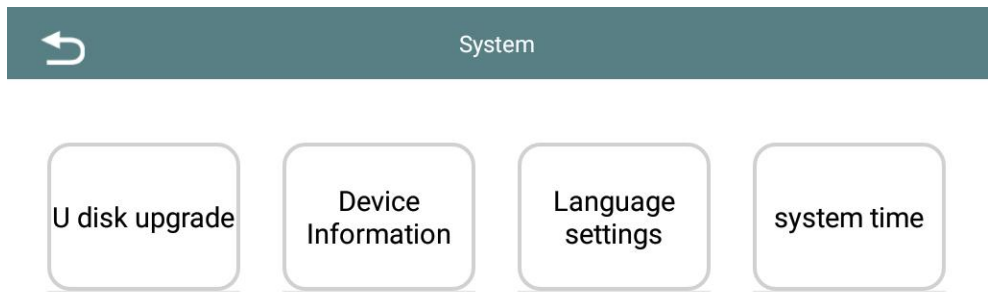 System
U disk upgrade
Device
Information
Language
settings
system time